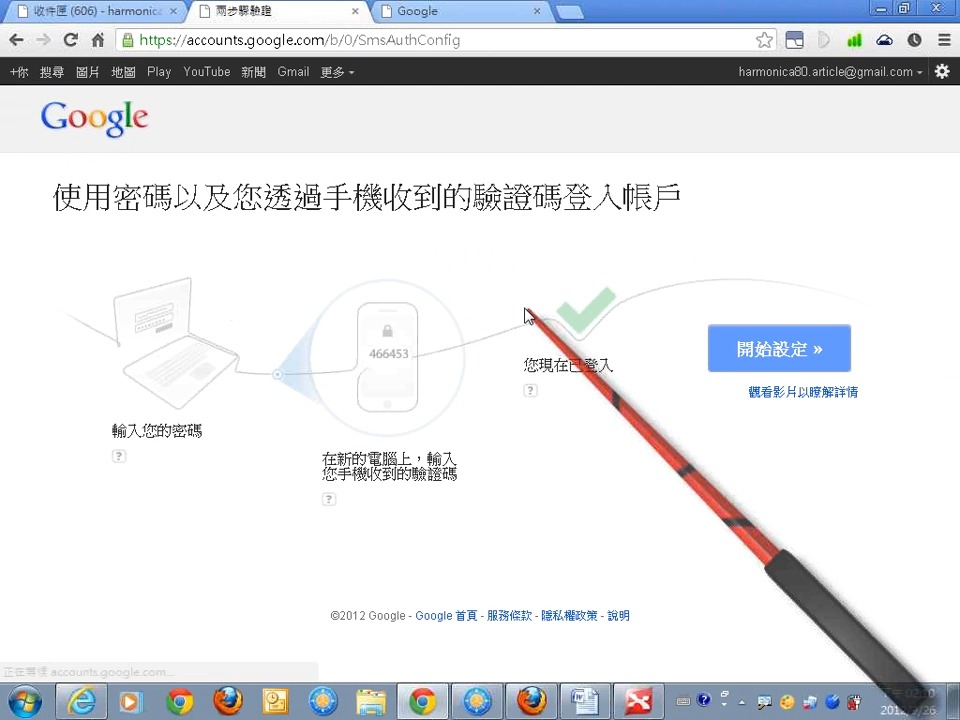 收件匣 (606) - harmonica
兩步驟驗證
Google
https://accounts.google.com/b/0/SmsAuthConfig
+你 搜尋 圖片 地圖 Play YouTube 新聞 Gmail 更多
harmonica80.article@gmail.com
Google
使用密碼以及您透過手機收到的驗證碼登入帳戶
466453
開始設定 »
您現在已登入
?
觀看影片以瞭解詳情
輸入您的密碼
?
在新的電腦上，輸入
您手機收到的驗證碼
?
©2012 Google - Google 首頁 - 服務條款 - 隱私權政策 - 說明
正在等候 accounts.google.com...